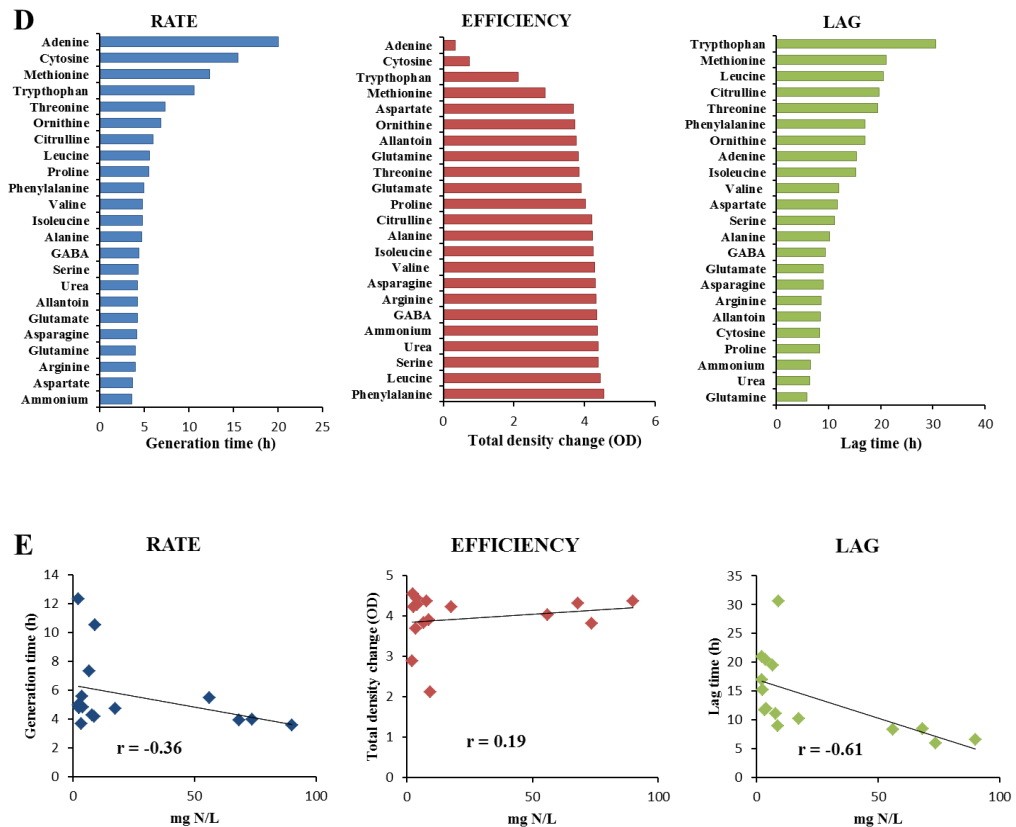 D
RATE
Adenine
Cytosine
Methionine
Trypthophan
Threonine
Ornithine
Citrulline
Leucine
Proline
Phenylalanine
Valine
Isoleucine
Alanine
GABA
Serine
Urea
Allantoin
Glutamate
Asparagine
Glutamine
Arginine
Aspartate
Ammonium
0 5 10 15 20 25
Generation time (h)
EFFICIENCY
Adenine
Cytosine
Trypthophan
Methionine
Aspartate
Ornithine
Allantoin
Glutamine
Threonine
Glutamate
Proline
Citrulline
Alanine
Isoleucine
Valine
Asparagine
Arginine
GABA
Ammonium
Urea
Serine
Leucine
Phenylalanine
0 2 4 6
Total density change (OD)
LAG
Trypthophan
Methionine
Leucine
Citrulline
Threonine
Phenylalanine
Ornithine
Adenine
Isoleucine
Valine
Aspartate
Serine
Alanine
GABA
Glutamate
Asparagine
Arginine
Allantoin
Cytosine
Proline
Ammonium
Urea
Glutamine
0 10 20 30 40
Lag time (h)
E
RATE
Generation time (h)
14
12
10
8
6
4
2
0
r = -0.36
0 50 100
mg N/L
EFFICIENCY
Total density change (OD)
5
4
3
2
1
0
r = 0.19
0 50 100
mg N/L
LAG
Lag time (h)
35
30
25
20
15
10
5
0
r = -0.61
0 50 100
mg N/L